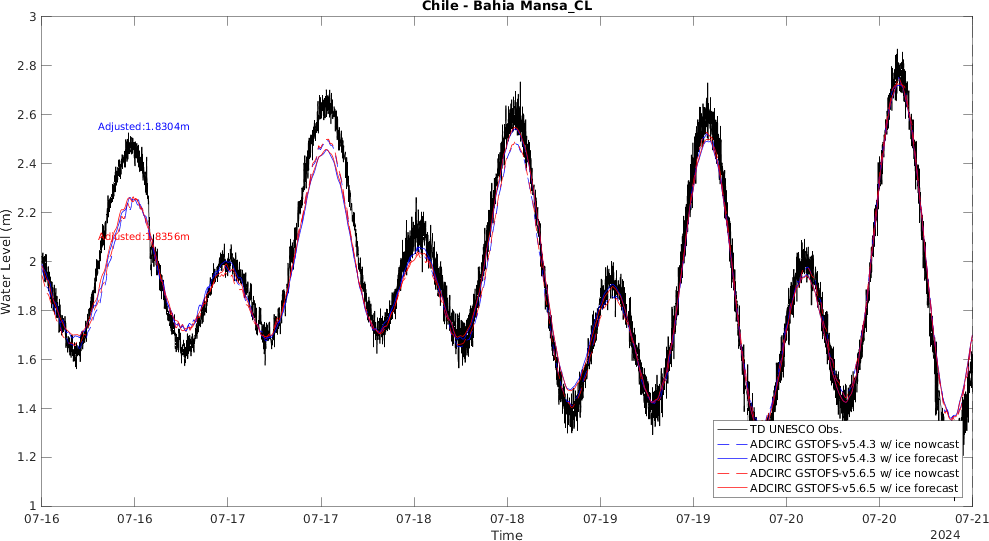 Chile - Bahia Mansa_CL
3
2.8
2.6
2.4
2.2
2
1.8
1.6
1.4
1.2
1
Water Level (m)
Adjusted:1.8304m
Adjusted:1.8356m
TD UNESCO Obs.
ADCIRC GSTOFS-v5.4.3 w/ ice nowcast
ADCIRC GSTOFS-v5.4.3 w/ ice forecast
ADCIRC GSTOFS-v5.6.5 w/ ice nowcast
ADCIRC GSTOFS-v5.6.5 w/ ice forecast
07-16 07-16 07-17 07-17 07-18 07-18 07-19 07-19 07-20 07-20 07-21
Time
2024